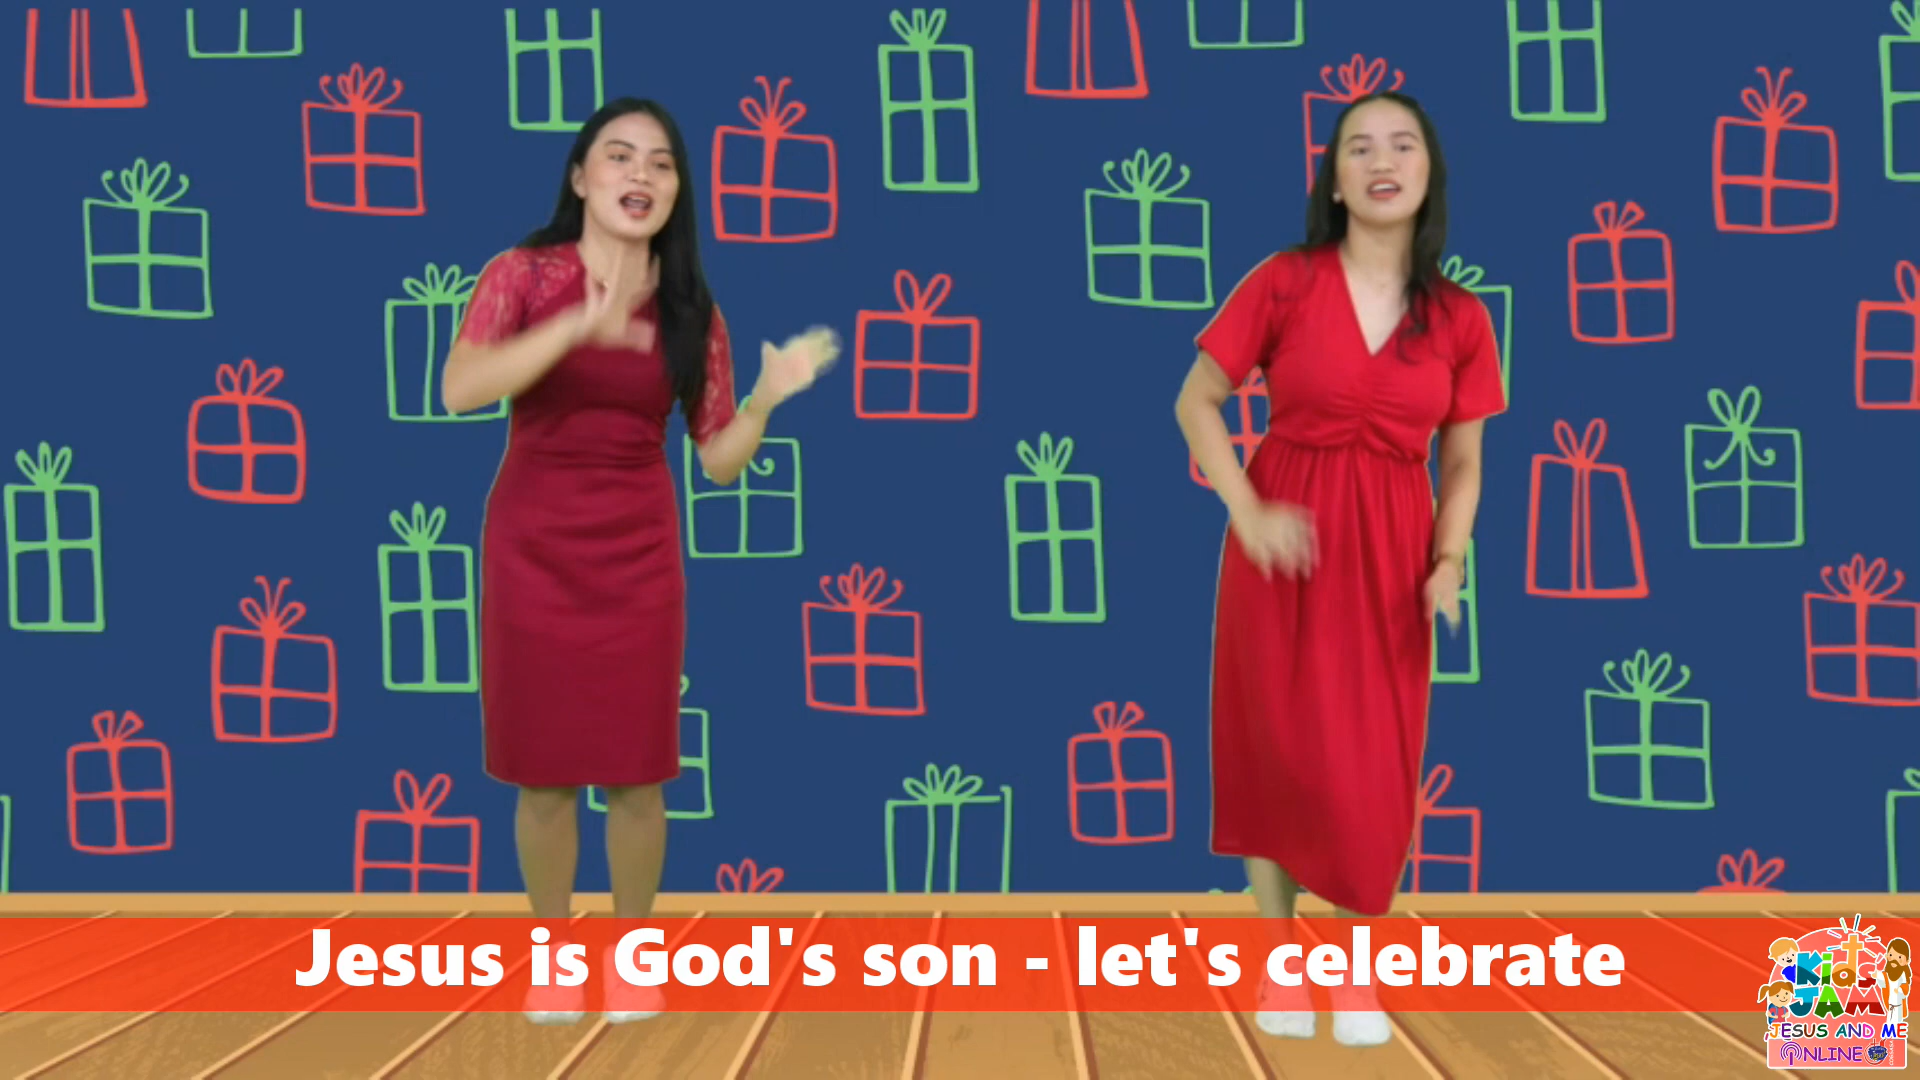 Jesus is God's son - let's celebrate
Kids'
JAM
JESUS AND ME
ONLINE